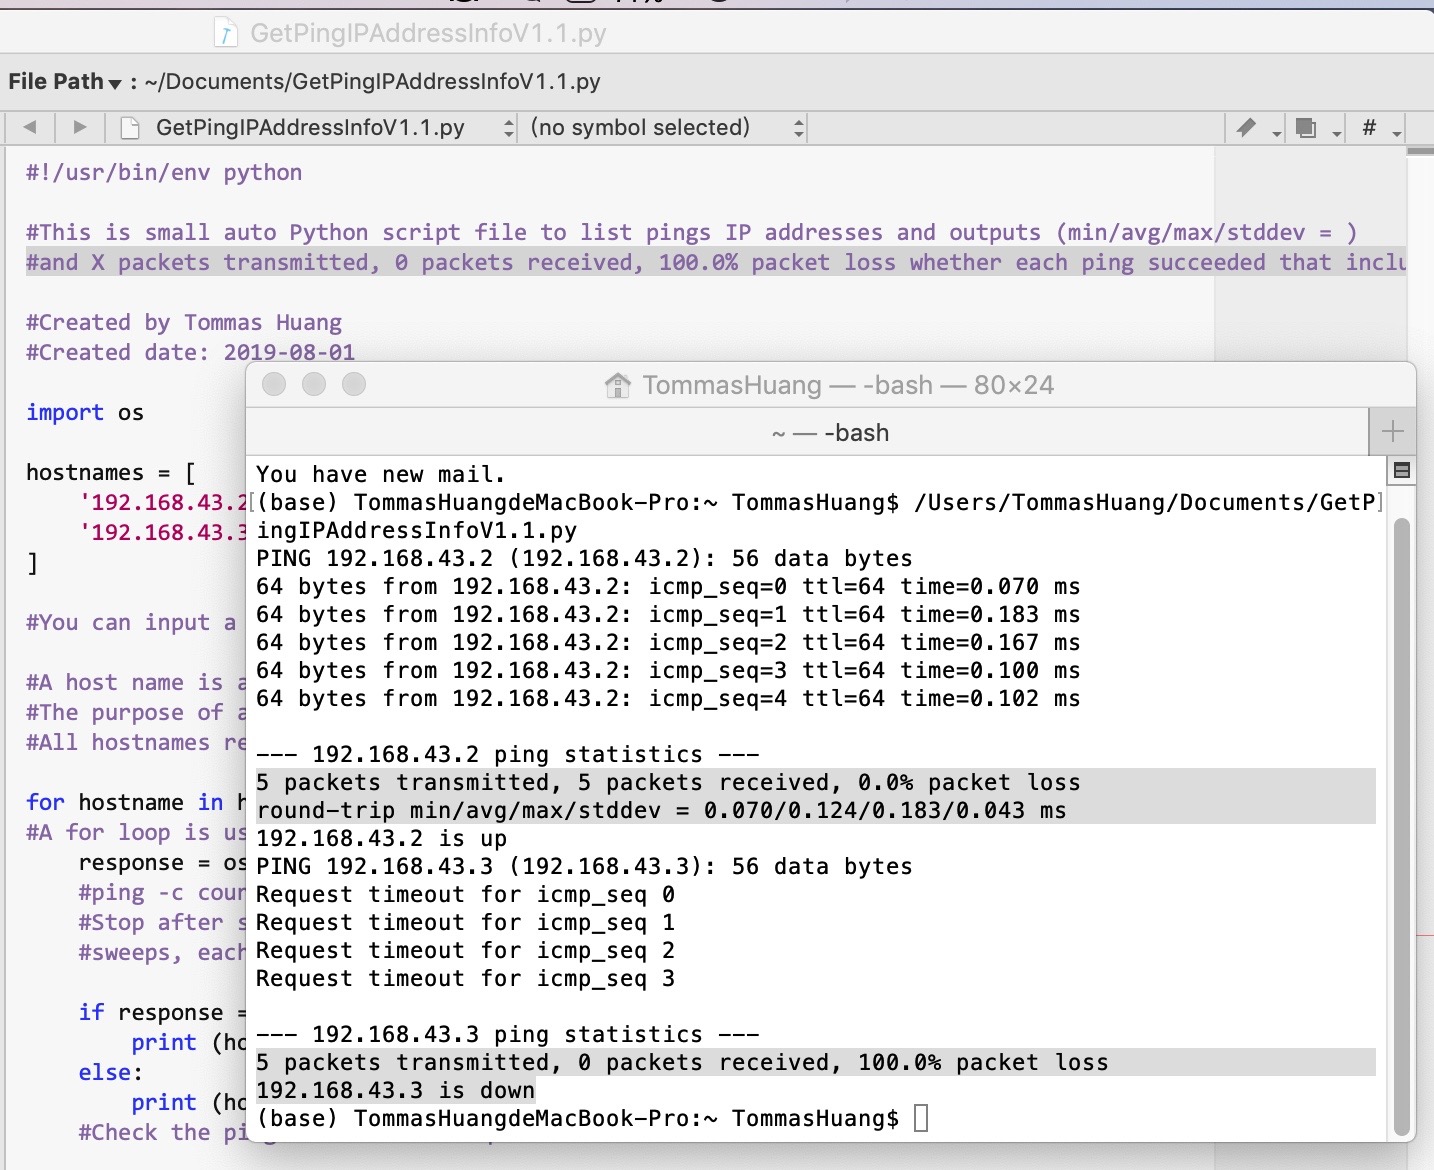 GetPingIPAddressInfoV1.1.py
File Path : ~/Documents/GetPingIPAddressInfoV1.1.py
GetPingIPAddressInfoV1.1.py (no symbol selected) #
#!/usr/bin/env python
#This is small auto Python script file to list pings IP addresses and outputs (min/avg/max/stddev = )
#and X packets transmitted, 0 packets received, 100.0% packet loss whether each ping succeeded that inclu
#Created by Tommas Huang
#Created date: 2019-08-01
import os
hostnames = [
'192.168.43.2
'192.168.43.3
]
#You can input a
#A host name is a
#The purpose of a
#All hostnames re
for hostname in h
#A for loop is us
response = os
#ping -c cour
#Stop after s
#sweeps, each
if response =
print (ho
else:
print (ho
#Check the pi
TommasHuang — -bash — 80×24
~ — -bash
You have new mail.
(base) TommasHuangdeMacBook-Pro:~ TommasHuang$ /Users/TommasHuang/Documents/GetP
ingIPAddressInfoV1.1.py
PING 192.168.43.2 (192.168.43.2): 56 data bytes
64 bytes from 192.168.43.2: icmp_seq=0 ttl=64 time=0.070 ms
64 bytes from 192.168.43.2: icmp_seq=1 ttl=64 time=0.183 ms
64 bytes from 192.168.43.2: icmp_seq=2 ttl=64 time=0.167 ms
64 bytes from 192.168.43.2: icmp_seq=3 ttl=64 time=0.100 ms
64 bytes from 192.168.43.2: icmp_seq=4 ttl=64 time=0.102 ms
--- 192.168.43.2 ping statistics ---
5 packets transmitted, 5 packets received, 0.0% packet loss
round-trip min/avg/max/stddev = 0.070/0.124/0.183/0.043 ms
192.168.43.2 is up
PING 192.168.43.3 (192.168.43.3): 56 data bytes
Request timeout for icmp_seq 0
Request timeout for icmp_seq 1
Request timeout for icmp_seq 2
Request timeout for icmp_seq 3
--- 192.168.43.3 ping statistics ---
5 packets transmitted, 0 packets received, 100.0% packet loss
192.168.43.3 is down
(base) TommasHuangdeMacBook-Pro:~ TommasHuang$